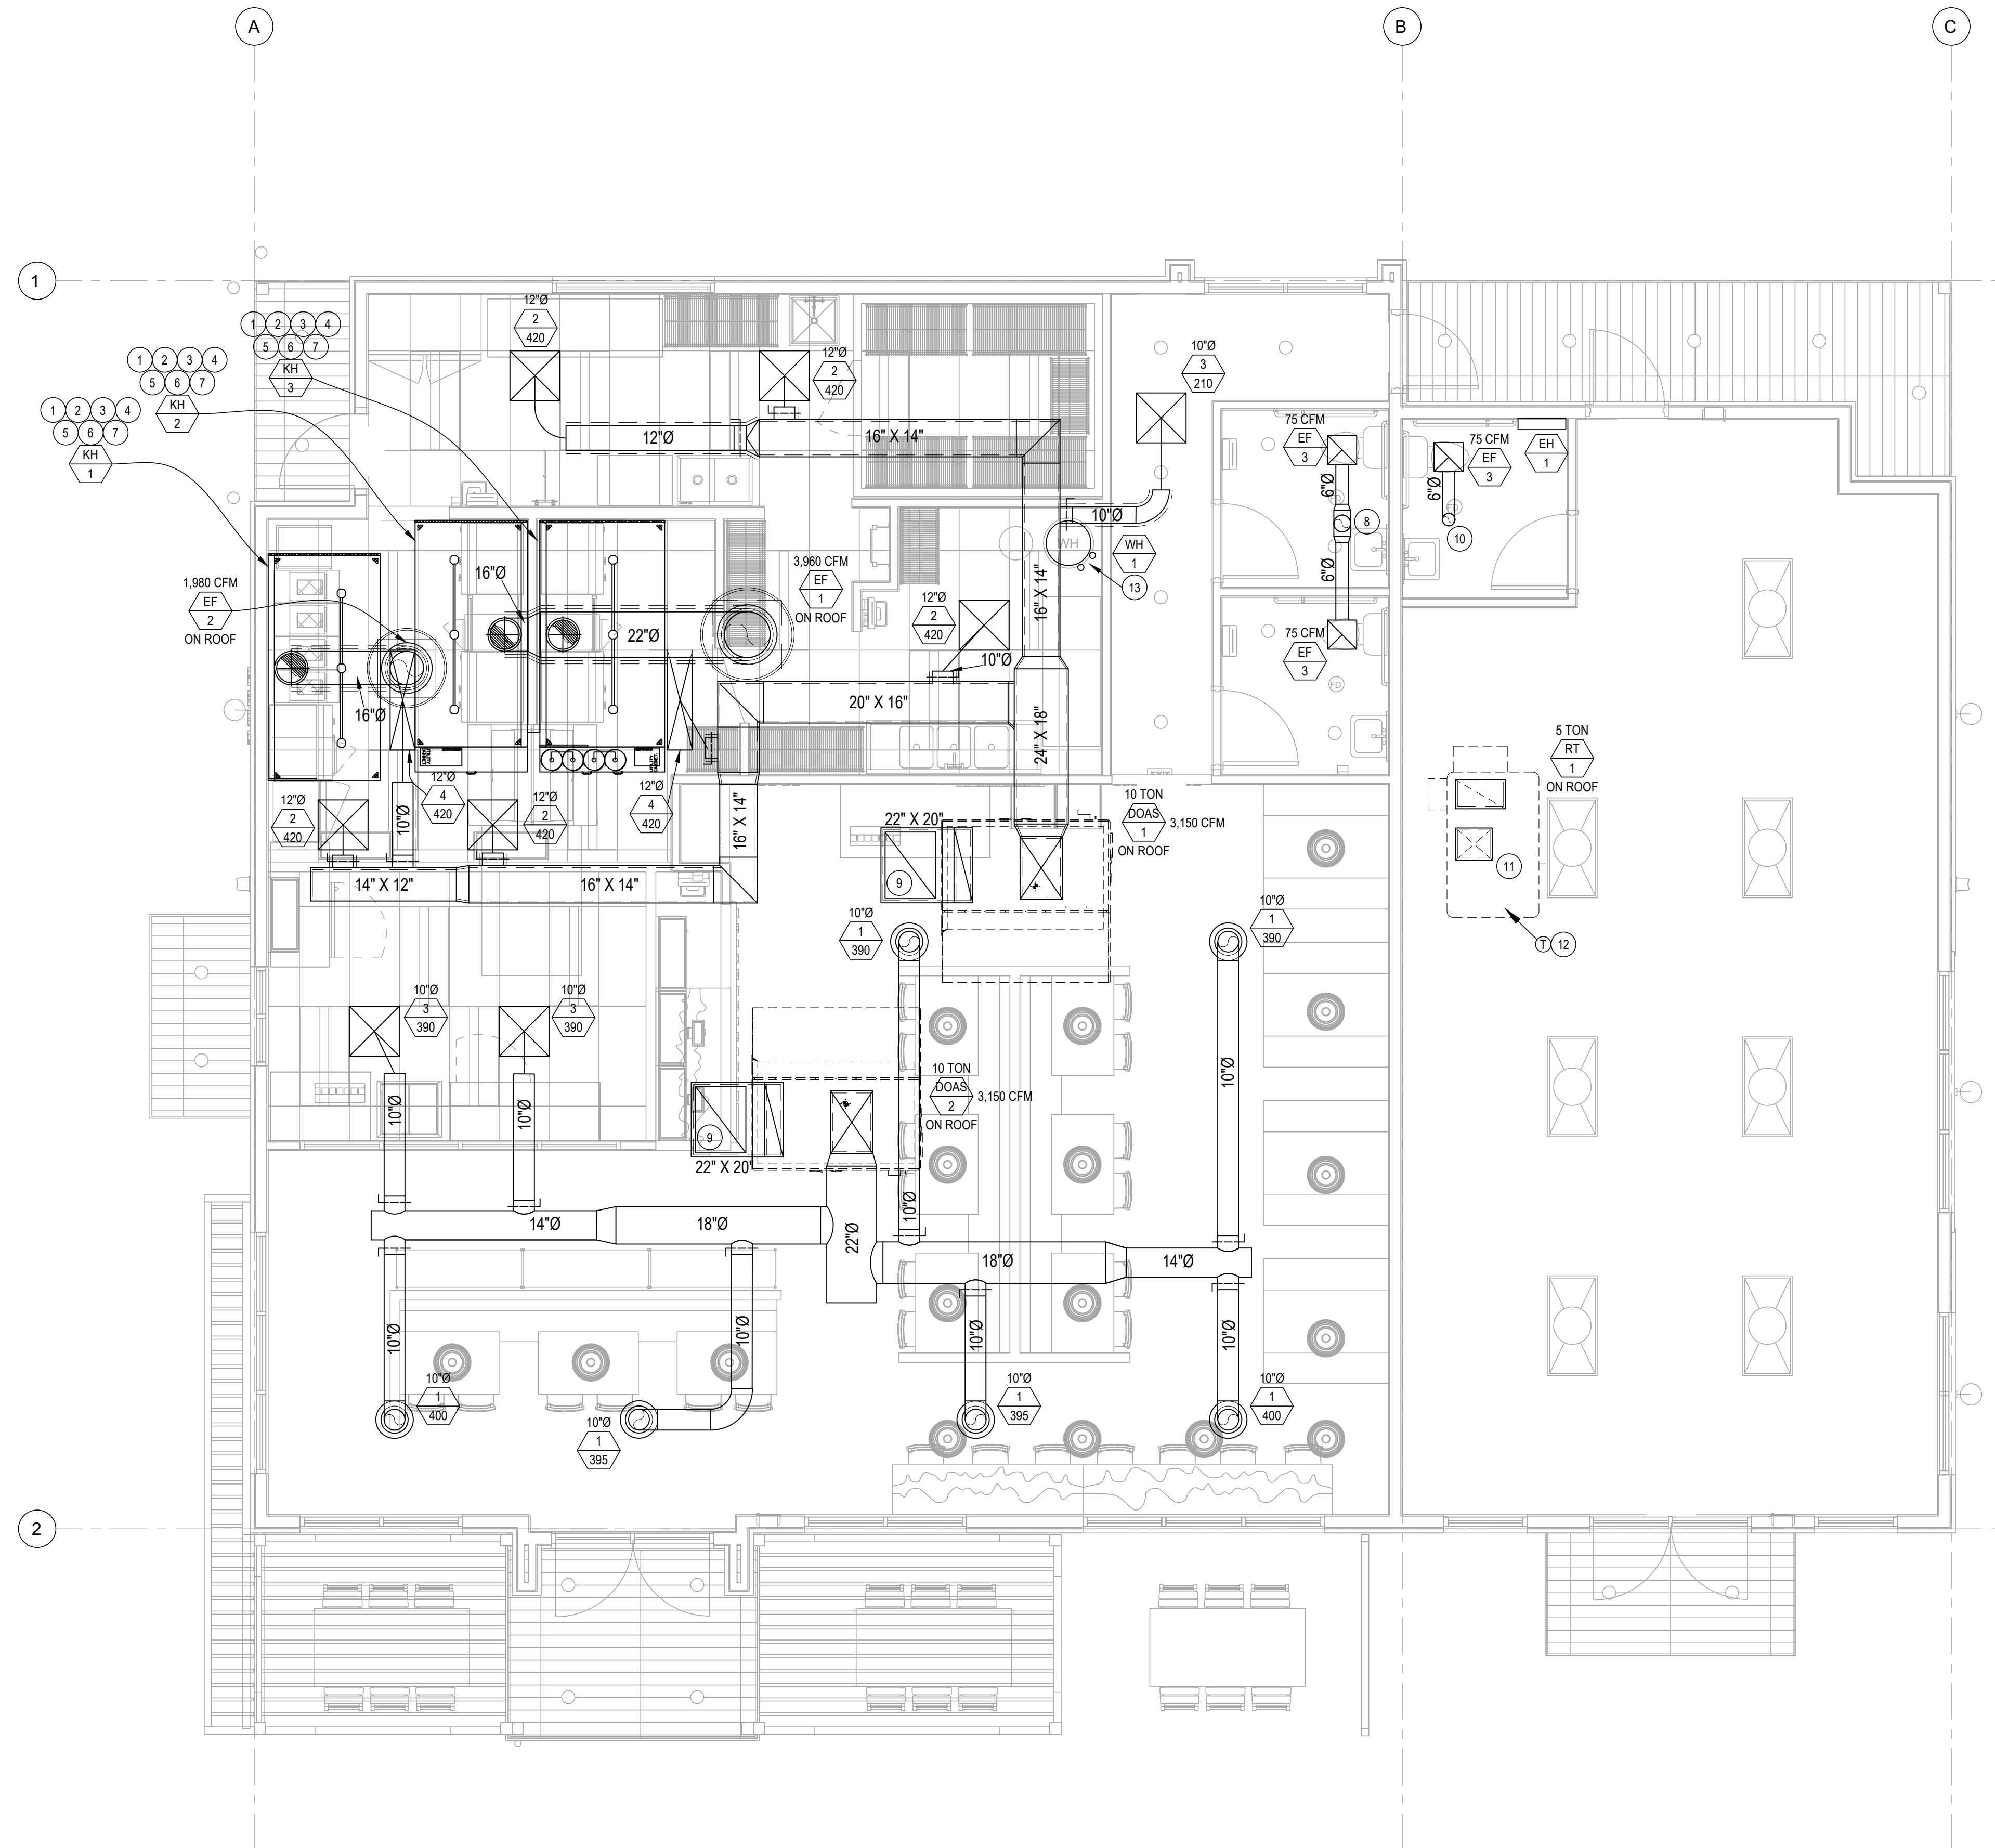 A
B
C
1
12"Ø
2
420
12"Ø
2
420
10"Ø
3
210
1 2 3 4
5 6 7
KH
3
1 2 3 4
5 6 7
KH
2
1 2 3 4
5 6 7
KH
1
12"Ø
16" X 14"
75 CFM
EF
3
75 CFM
EF
3
EH
1
6"Ø
6"Ø
FD
8
10
6"Ø
10"Ø
WH
WH
1
13
16"Ø
3,960 CFM
EF
1
ON ROOF
1,980 CFM
EF
2
ON ROOF
22"Ø
16" X 14"
12"Ø
2
420
10"Ø
75 CFM
EF
3
FD
16"Ø
20" X 16"
24" X 18"
UTILITY
CABINET
UTILITY
CABINET
EXIT
12"Ø
4
420
12"Ø
4
420
12"Ø
2
420
10"Ø
12"Ø
2
420
16" X 14"
22" X 20"
10 TON
DOAS
1
3,150 CFM
ON ROOF
5 TON
RT
1
ON ROOF
11
T 12
14" X 12"
16" X 14"
9
10"Ø
1
390
10"Ø
1
390
10"Ø
3
390
10"Ø
3
390
10"Ø
10"Ø
10"Ø
10 TON
DOAS
2
3,150 CFM
ON ROOF
9
22" X 20"
10"Ø
14"Ø
18"Ø
22"Ø
18"Ø
14"Ø
10"Ø
10"Ø
10"Ø
10"Ø
10"Ø
1
400
10"Ø
1
395
10"Ø
1
395
10"Ø
1
400
2